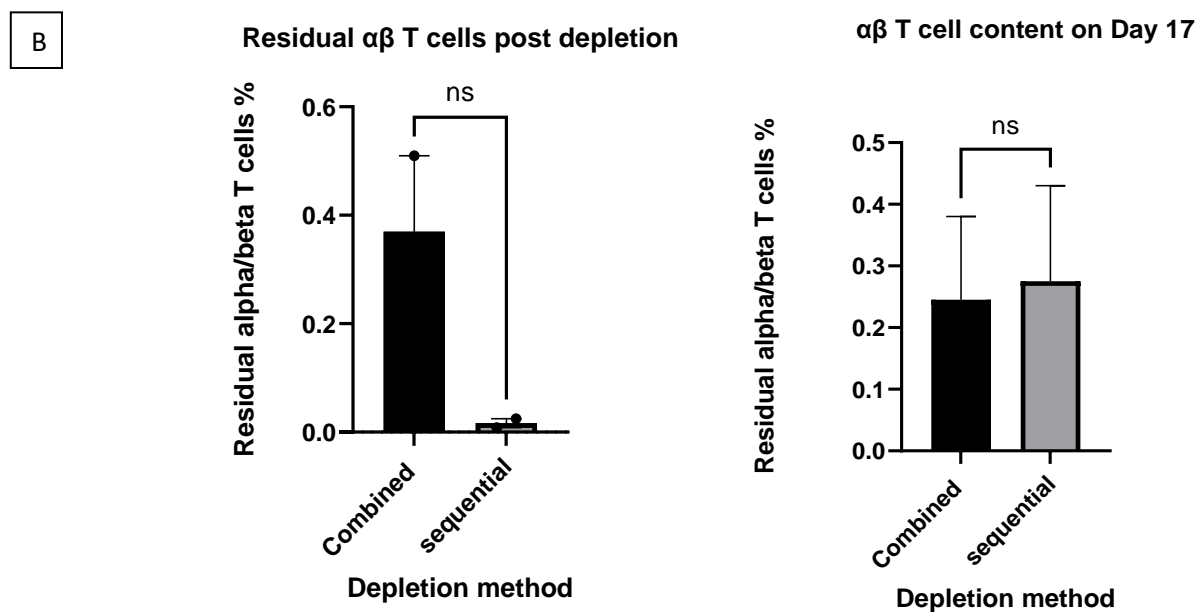 B
Residual αβ T cells post depletion
Residual alpha/beta T cells %
0.6
0.4
0.2
0.0
ns
Combined
sequential
Depletion method
αβ T cell content on Day 17
Residual alpha/beta T cells %
0.5
0.4
0.3
0.2
0.1
0.0
ns
Combined
sequential
Depletion method